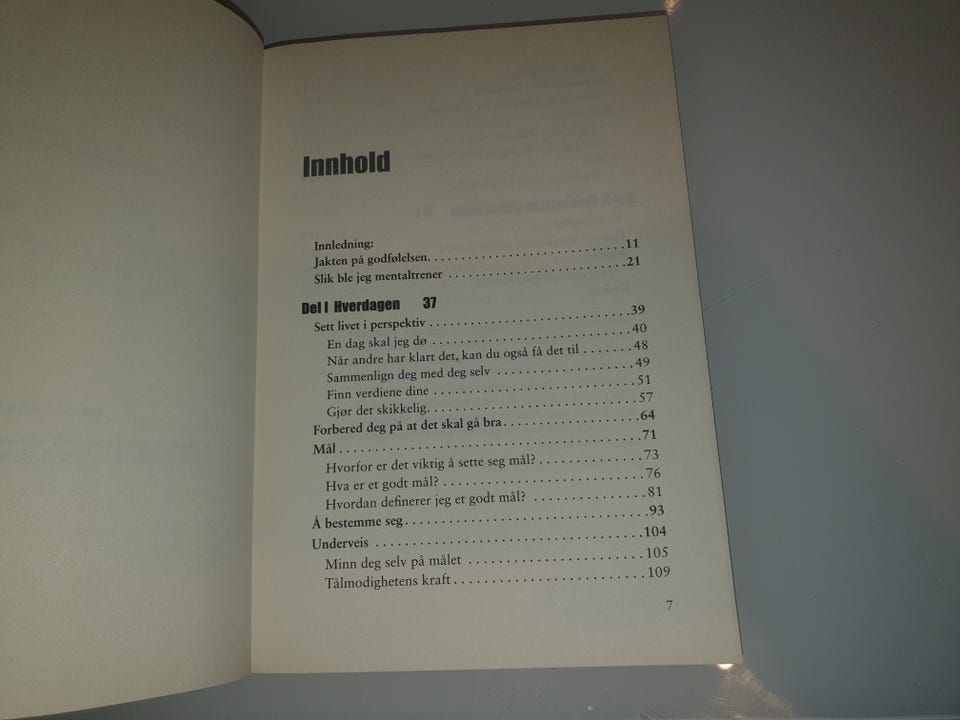 Innhold
Innledning:
Jakten på godfølelsen. . . . . . . . . . . . . . . . . . . . . . . . . . . 11
Slik ble jeg mentaltrener . . . . . . . . . . . . . . . . . . . . . . . . 21
Del I Hverdagen 37
Sett livet i perspektiv . . . . . . . . . . . . . . . . . . . . . . . . . . . 39
En dag skal jeg dø . . . . . . . . . . . . . . . . . . . . . . . . . . . 40
Når andre har klart det, kan du også få det til . . . . . . . 48
Sammenlign deg med deg selv . . . . . . . . . . . . . . . . . . 49
Finn verdiene dine . . . . . . . . . . . . . . . . . . . . . . . . . . . 51
Gjør det skikkelig. . . . . . . . . . . . . . . . . . . . . . . . . . . . 57
Forbered deg på at det skal gå bra. . . . . . . . . . . . . . . . . . 64
Mål . . . . . . . . . . . . . . . . . . . . . . . . . . . . . . . . . . . . . . . 71
Hvorfor er det viktig å sette seg mål? . . . . . . . . . . . . . . 73
Hva er et godt mål? . . . . . . . . . . . . . . . . . . . . . . . . . . 76
Hvordan definerer jeg et godt mål? . . . . . . . . . . . . . . . 81
Å bestemme seg. . . . . . . . . . . . . . . . . . . . . . . . . . . . . . . 93
Underveis . . . . . . . . . . . . . . . . . . . . . . . . . . . . . . . . . . 104
Minn deg selv på målet . . . . . . . . . . . . . . . . . . . . . . . 105
Tålmodighetens kraft . . . . . . . . . . . . . . . . . . . . . . . . . 109
7